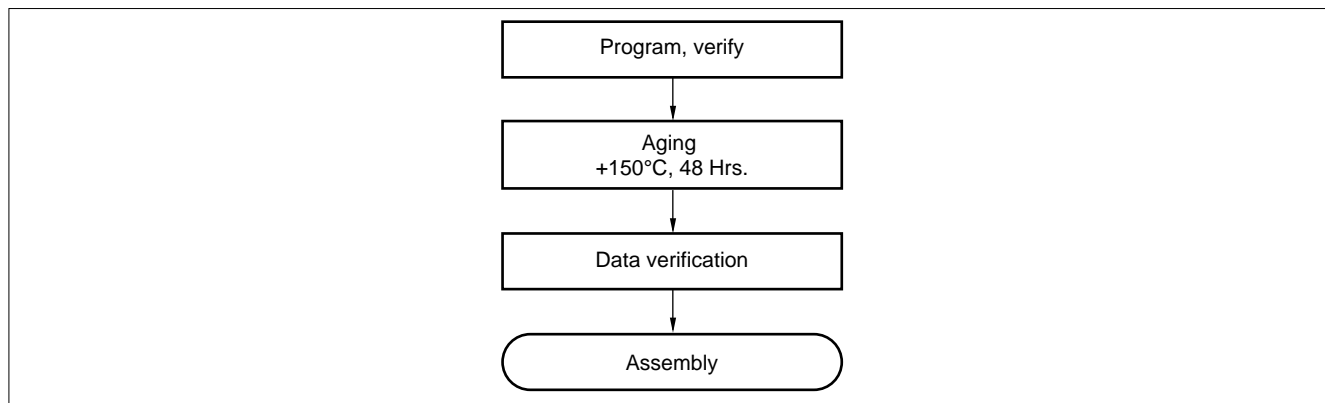 Program, verify
Aging
+150°C, 48 Hrs.
Data verification
Assembly